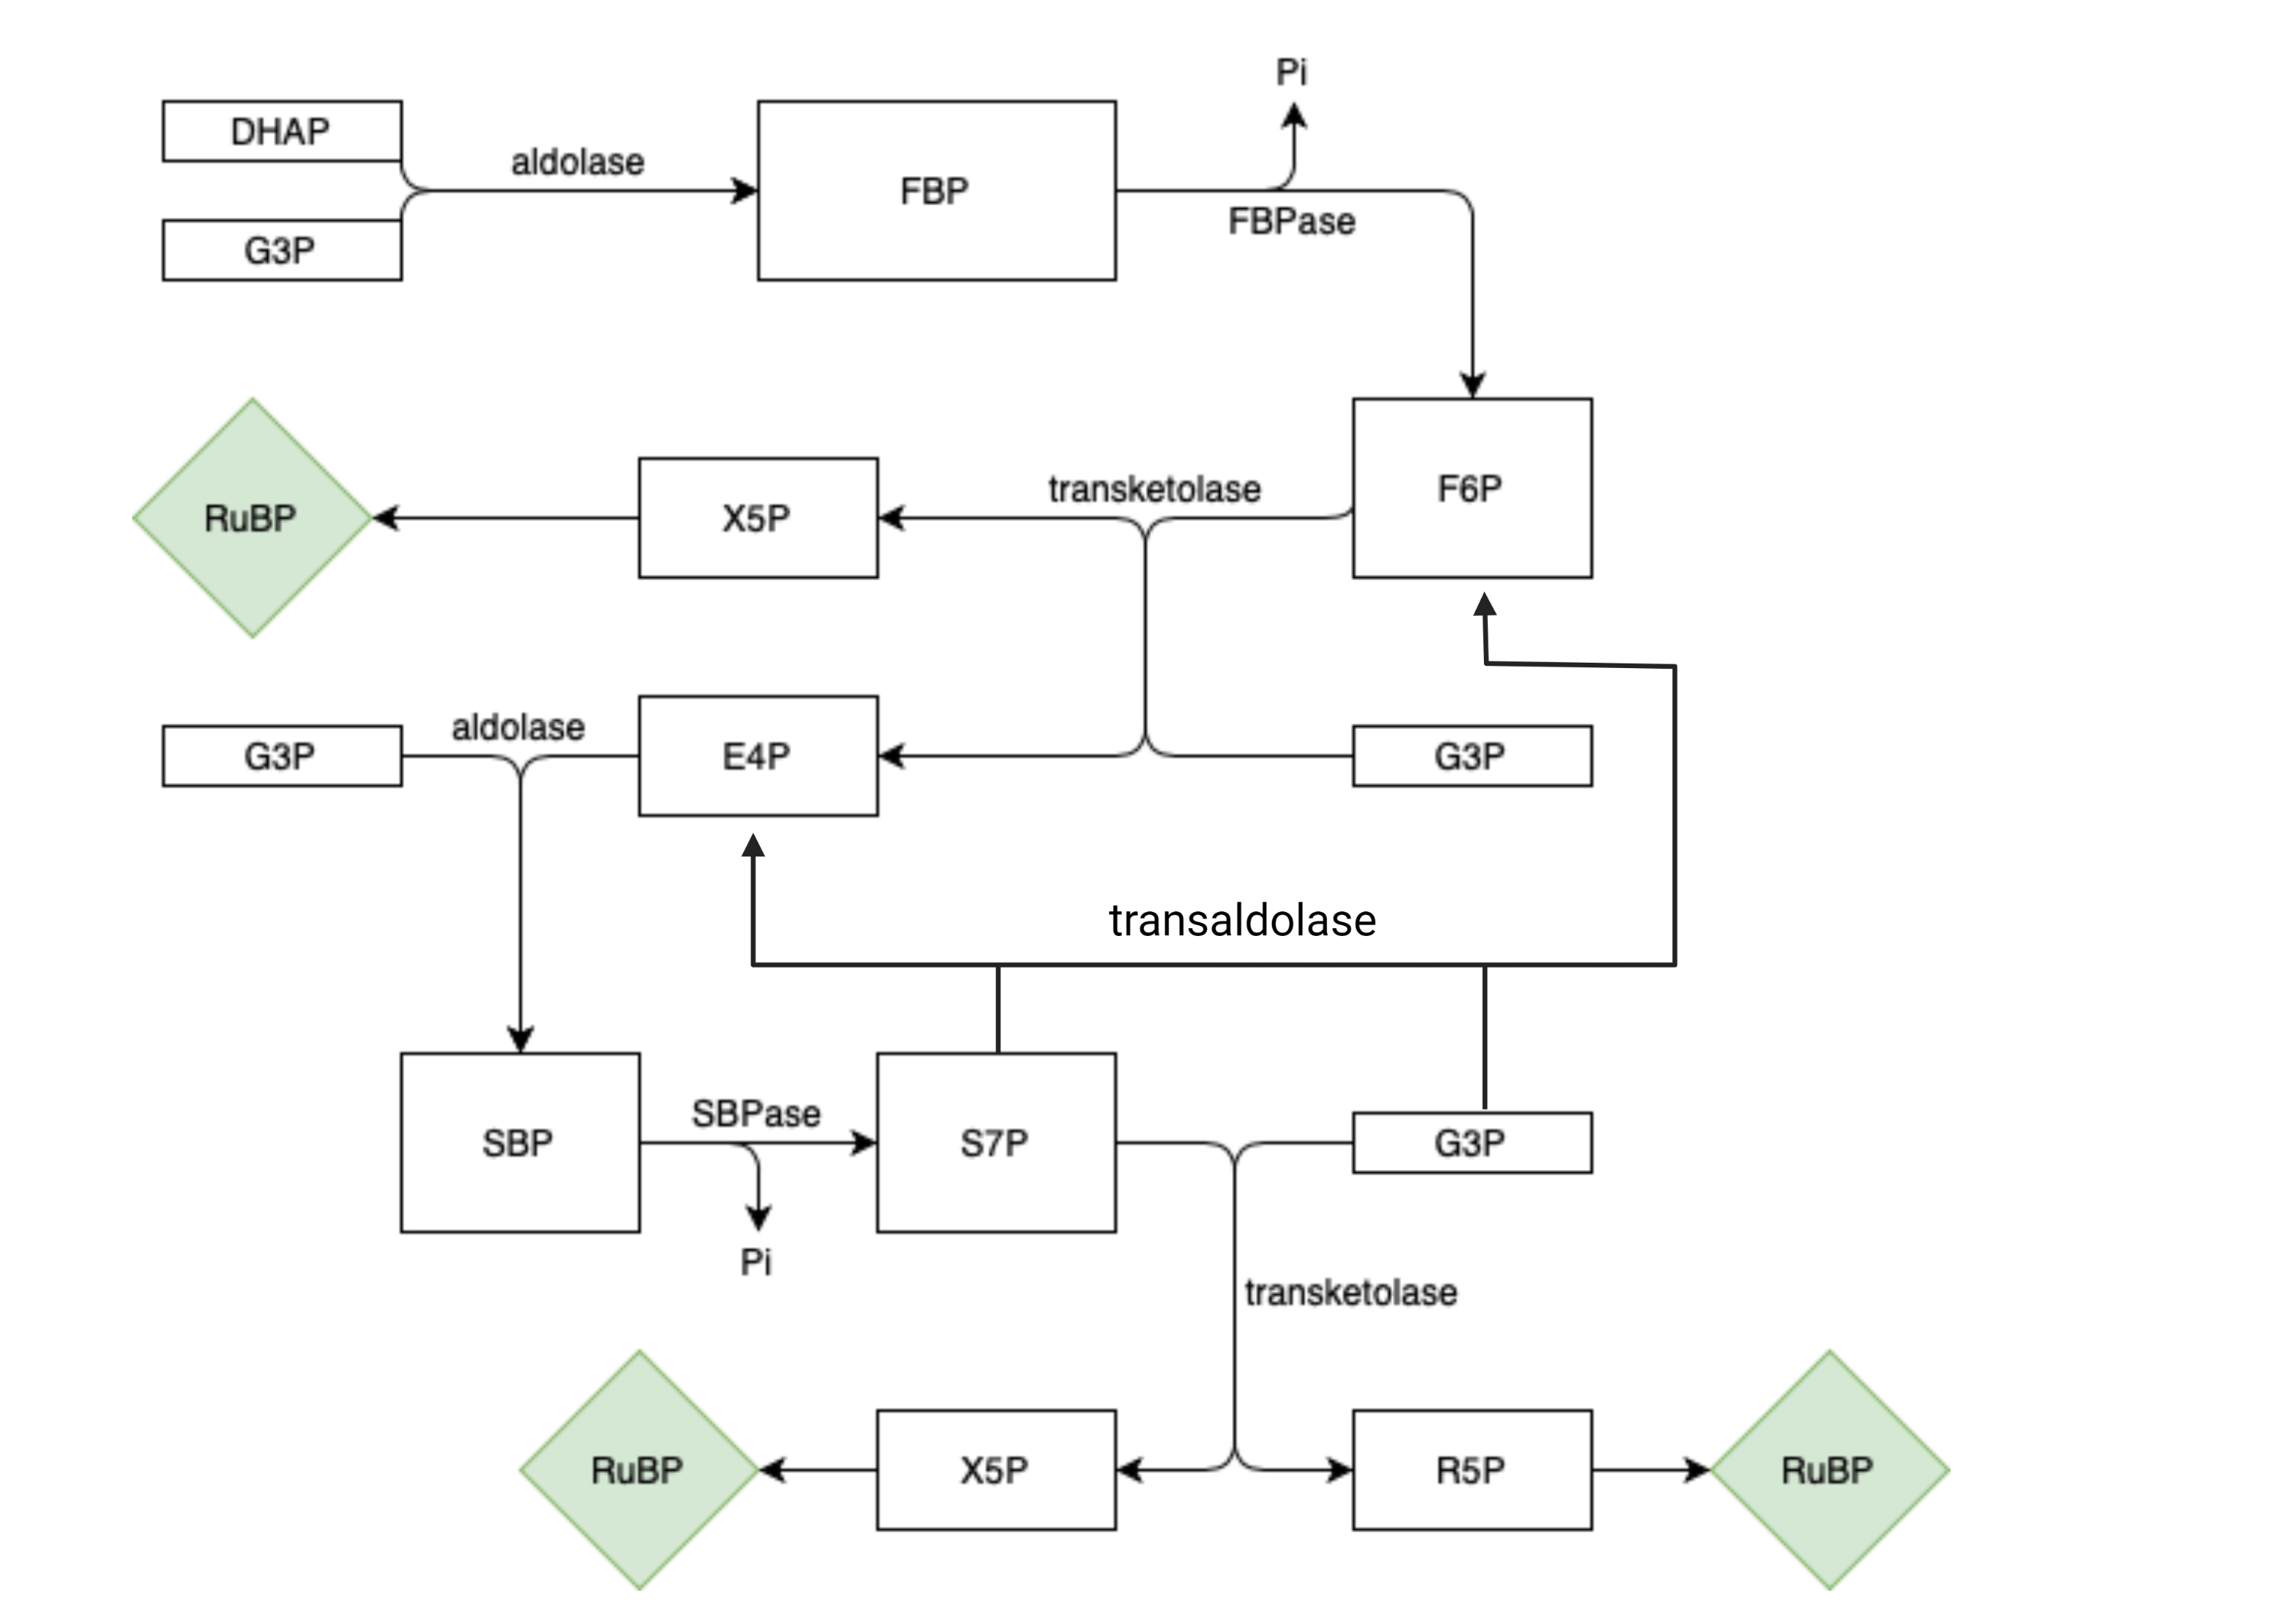 Pi
DHAP
aldolase
FBP
G3P
FBPase
RuBP
X5P
transketolase
F6P
G3P
aldolase
E4P
G3P
transaldolase
SBP
SBPase
S7P
G3P
Pi
transketolase
RuBP
X5P
R5P
RuBP